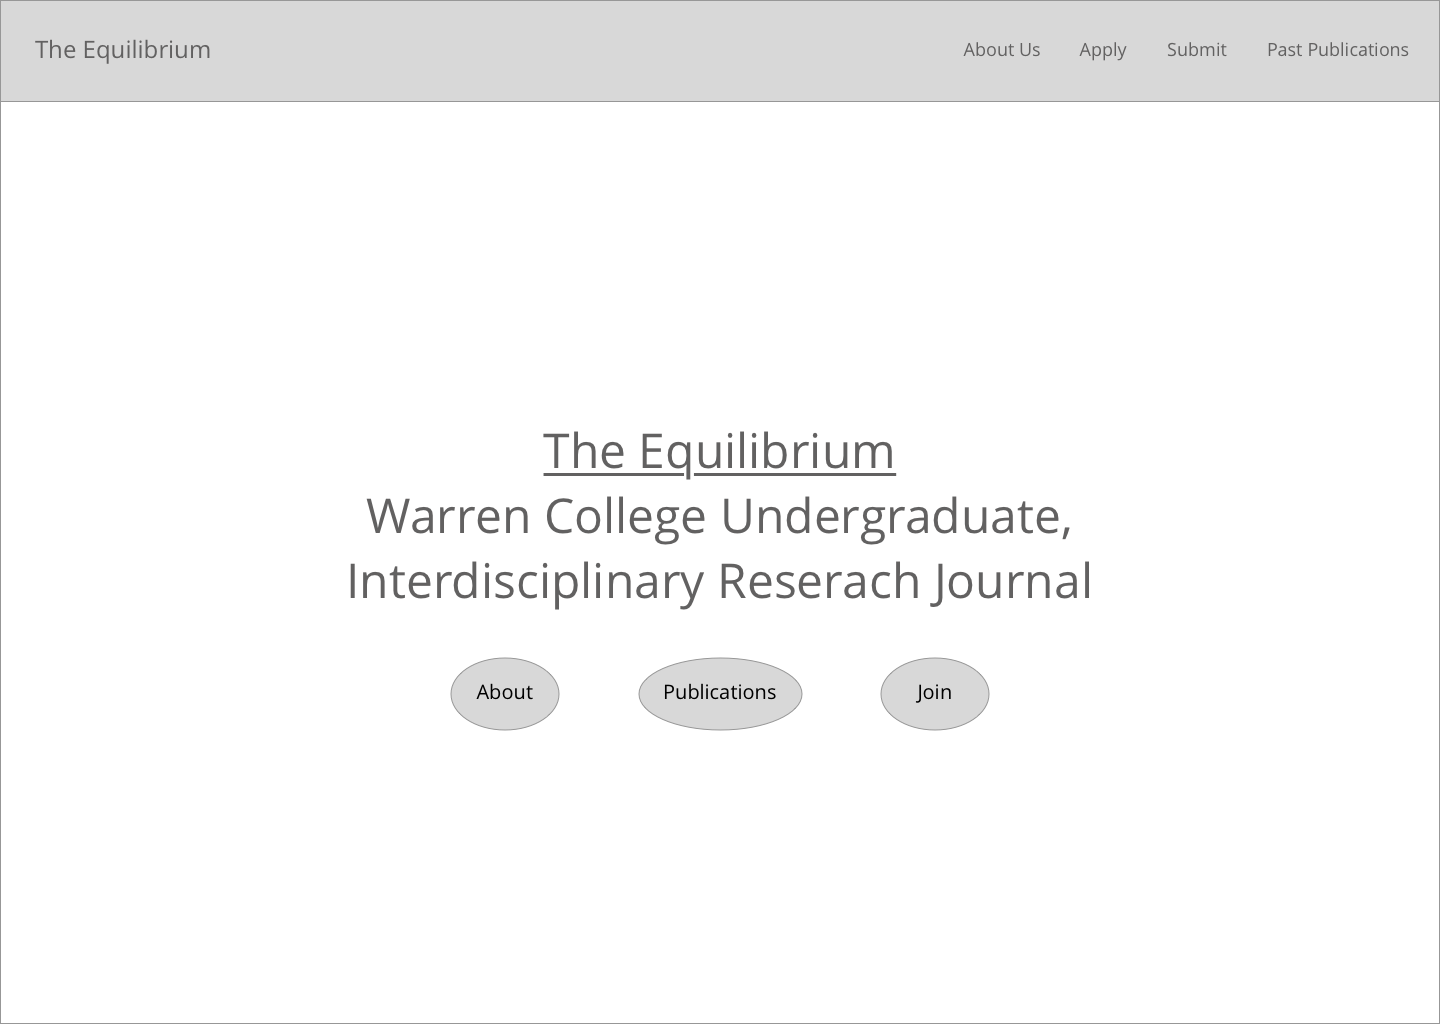 The Equilibrium
About Us Apply Submit Past Publications
The Equilibrium
Warren College Undergraduate,
Interdisciplinary Reserach Journal
About Publications Join